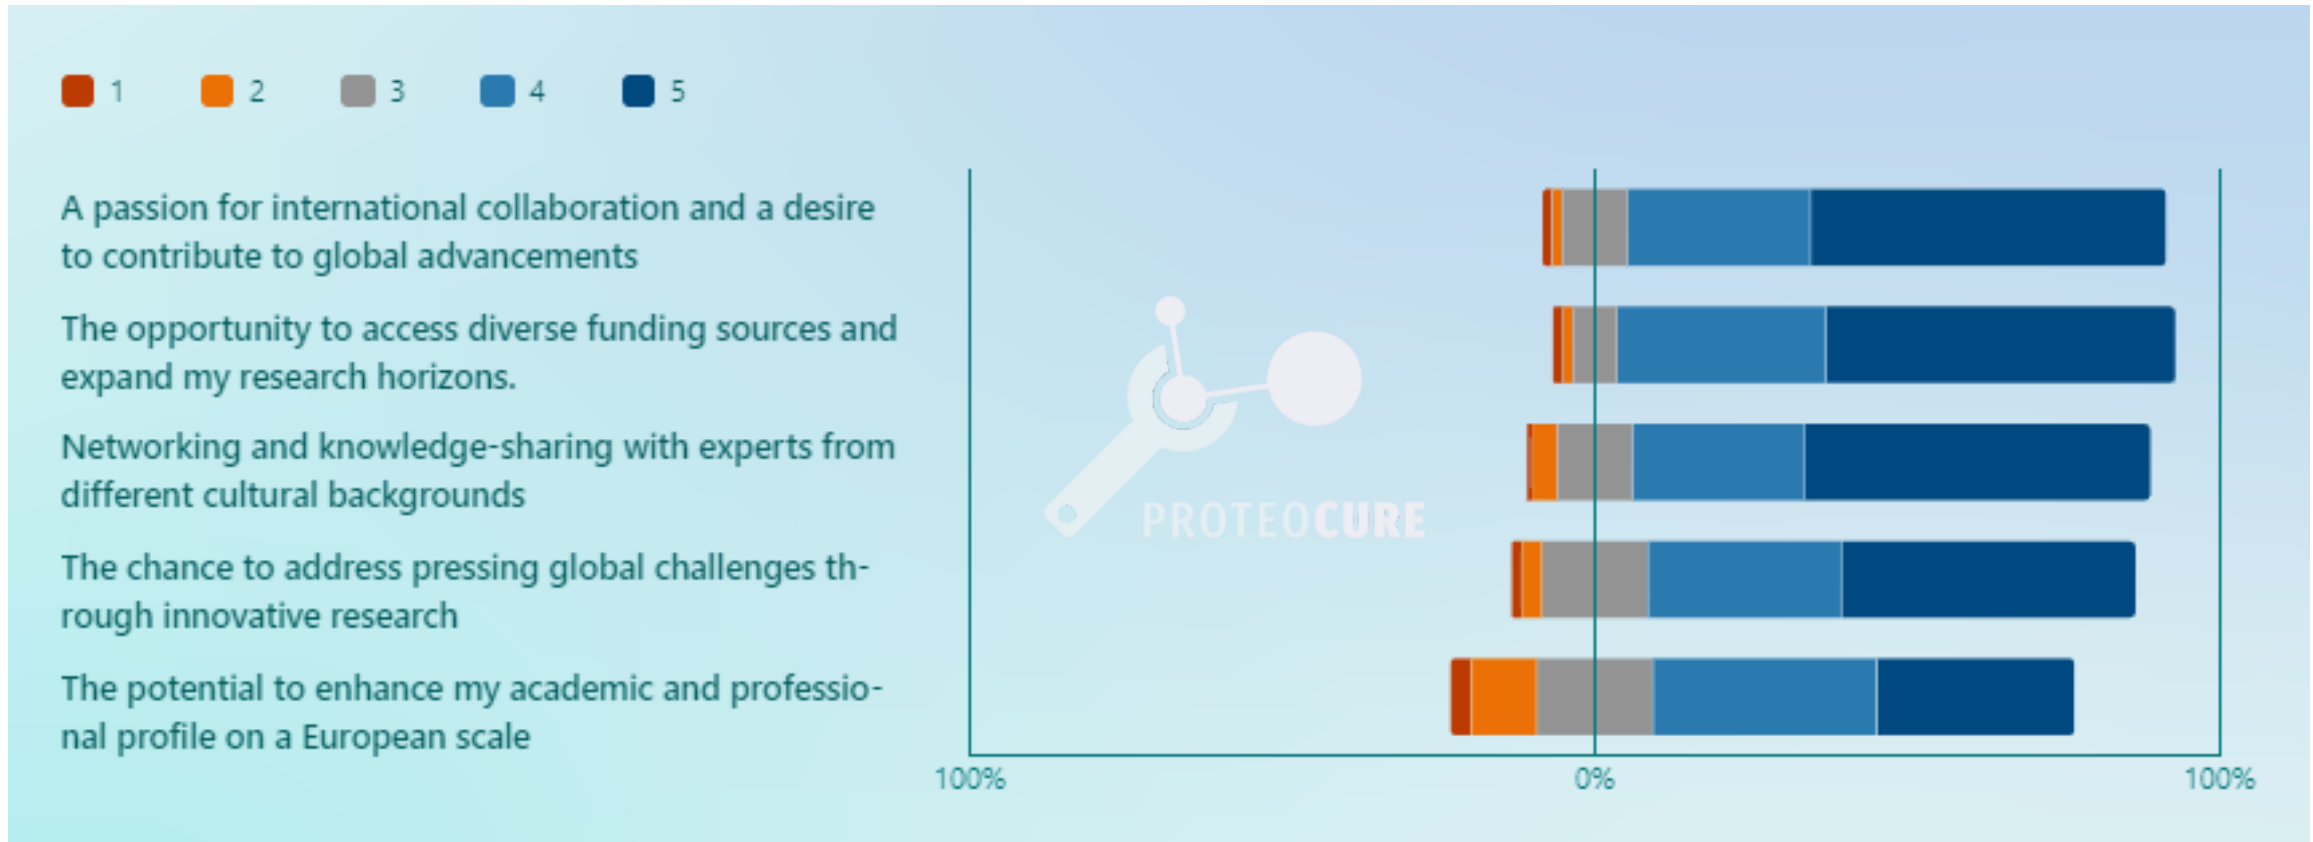 1 2 3 4 5
A passion for international collaboration and a desire
to contribute to global advancements
The opportunity to access diverse funding sources and
expand my research horizons.
Networking and knowledge-sharing with experts from
different cultural backgrounds
The chance to address pressing global challenges th-
rough innovative research
The potential to enhance my academic and professio-
nal profile on a European scale
PROTEOCURE
100% 0% 100%